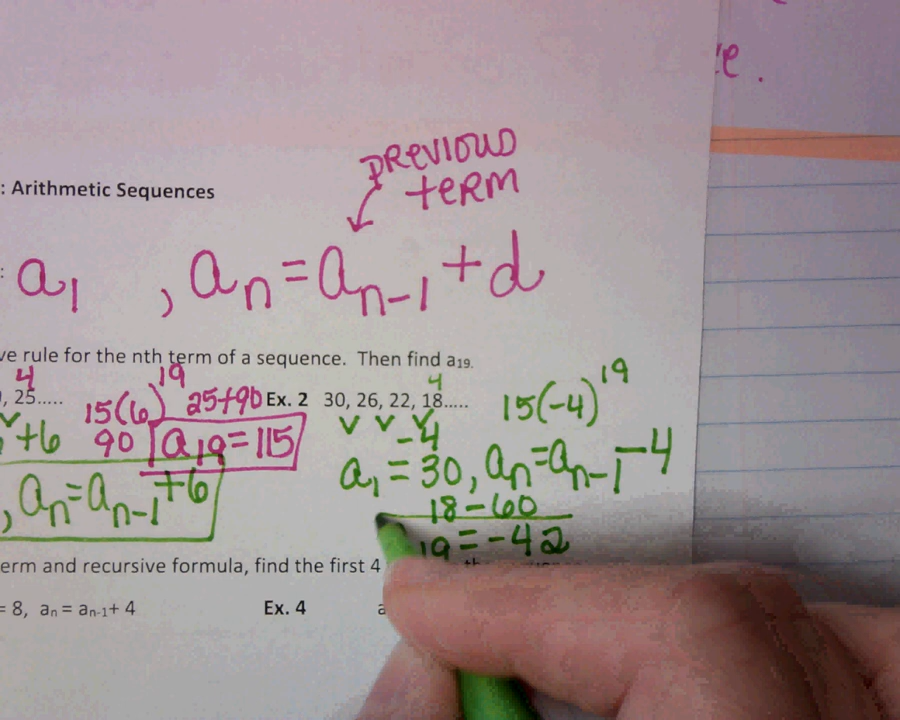 e.
previous
term
: Arithmetic Sequences
: a₁ , aₙ = aₙ₋₁ + d
ve rule for the nth term of a sequence. Then find a₁₉.
4 19 4 19
, 25..... 15(6) 25+90 Ex. 2 30, 26, 22, 18..... 15(-4)
+6 90 a₁₉ = 115 -4
a₁ = 30, aₙ = aₙ₋₁ - 4
, aₙ = aₙ₋₁ + 6 18 - 60
19 = -42
erm and recursive formula, find the first 4
= 8, aₙ = aₙ₋₁ + 4 Ex. 4 a